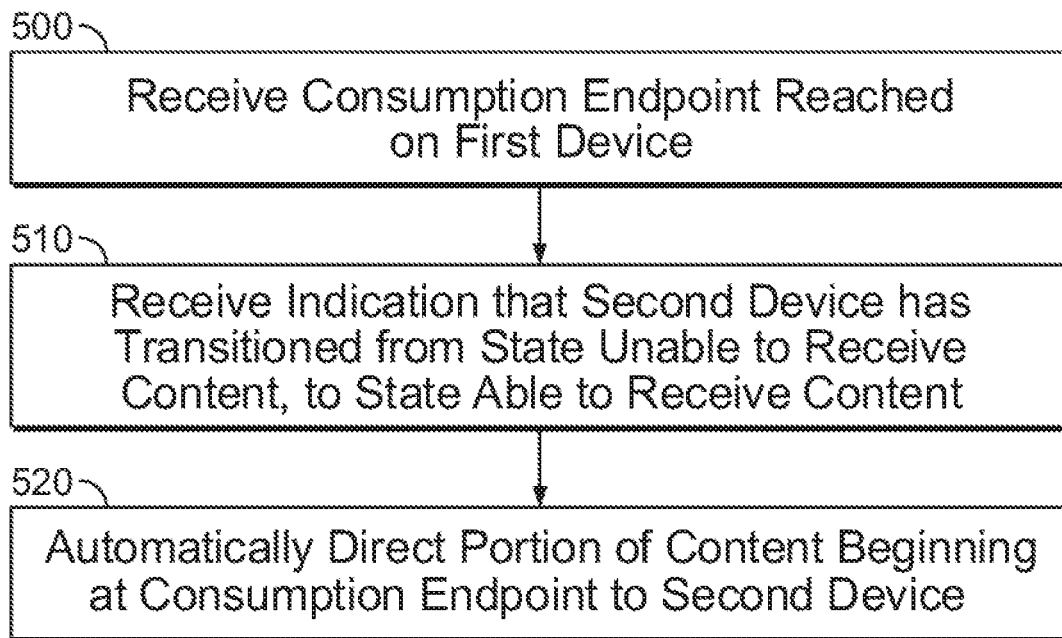 500
Receive Consumption Endpoint Reached
on First Device
510
Receive Indication that Second Device has
Transitioned from State Unable to Receive
Content, to State Able to Receive Content
520
Automatically Direct Portion of Content Beginning
at Consumption Endpoint to Second Device